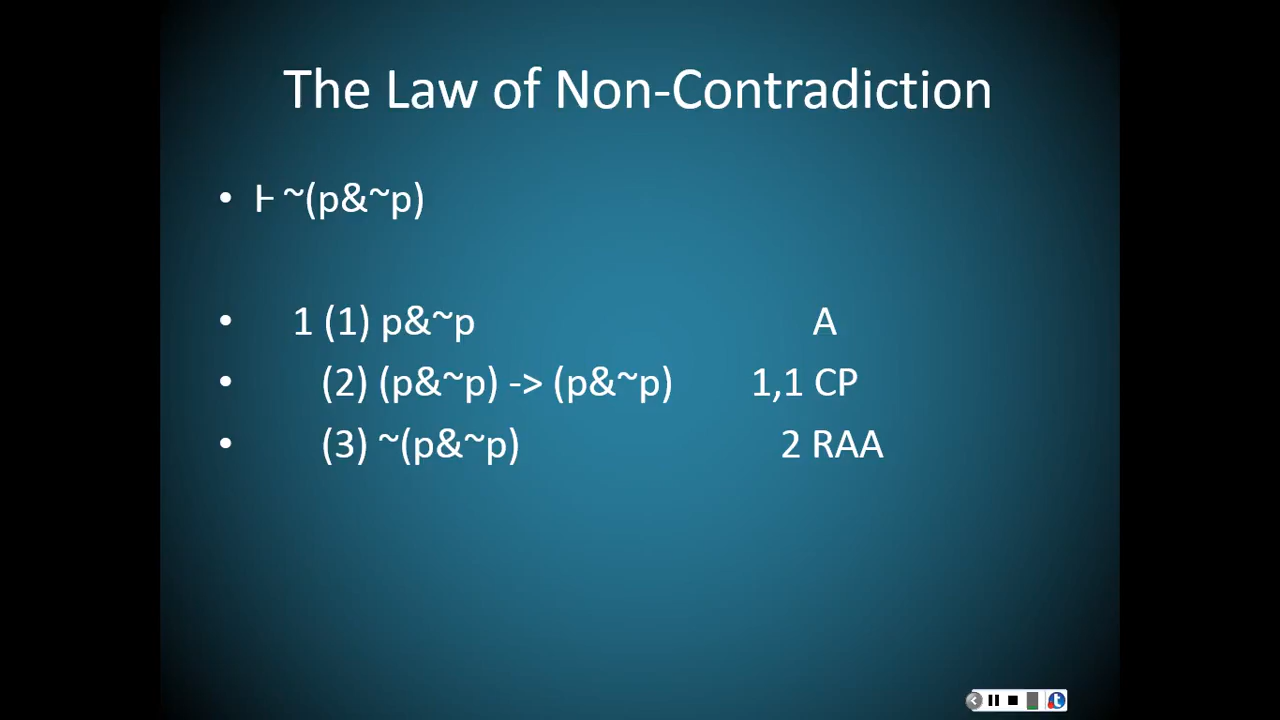 The Law of Non-Contradiction
• Ⱶ ~(p&~p)
• 1 (1) p&~p A
• (2) (p&~p) -> (p&~p) 1,1 CP
• (3) ~(p&~p) 2 RAA
t